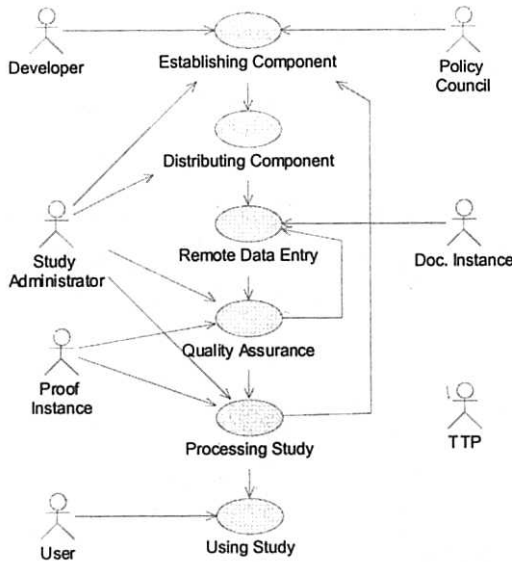 Developer
Establishing Component
Policy
Council
Distributing Component
Study
Administrator
Remote Data Entry
Doc. Instance
Quality Assurance
Proof
Instance
Processing Study
TTP
User
Using Study